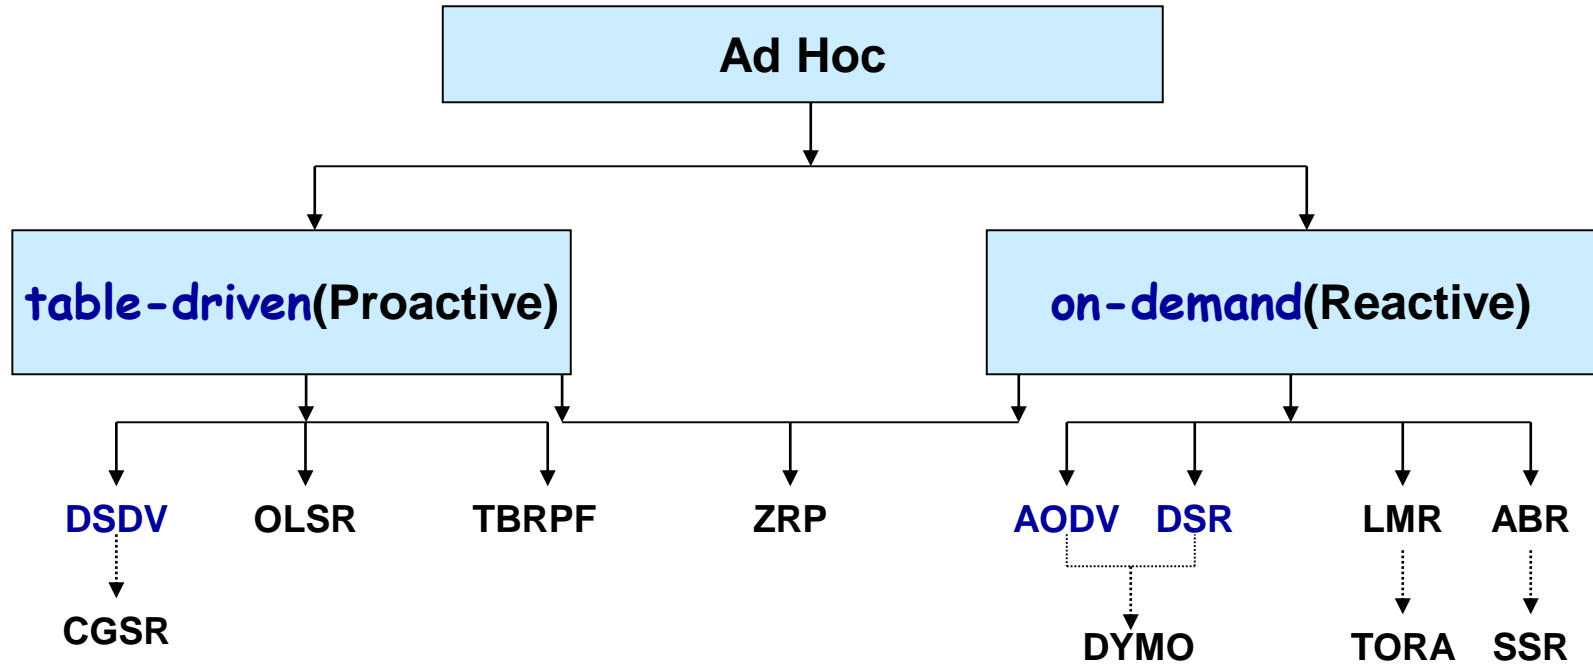 Ad Hoc
table-driven(Proactive)
on-demand(Reactive)
DSDV
OLSR
TBRPF
ZRP
AODV
DSR
LMR
ABR
CGSR
DYMO
TORA
SSR